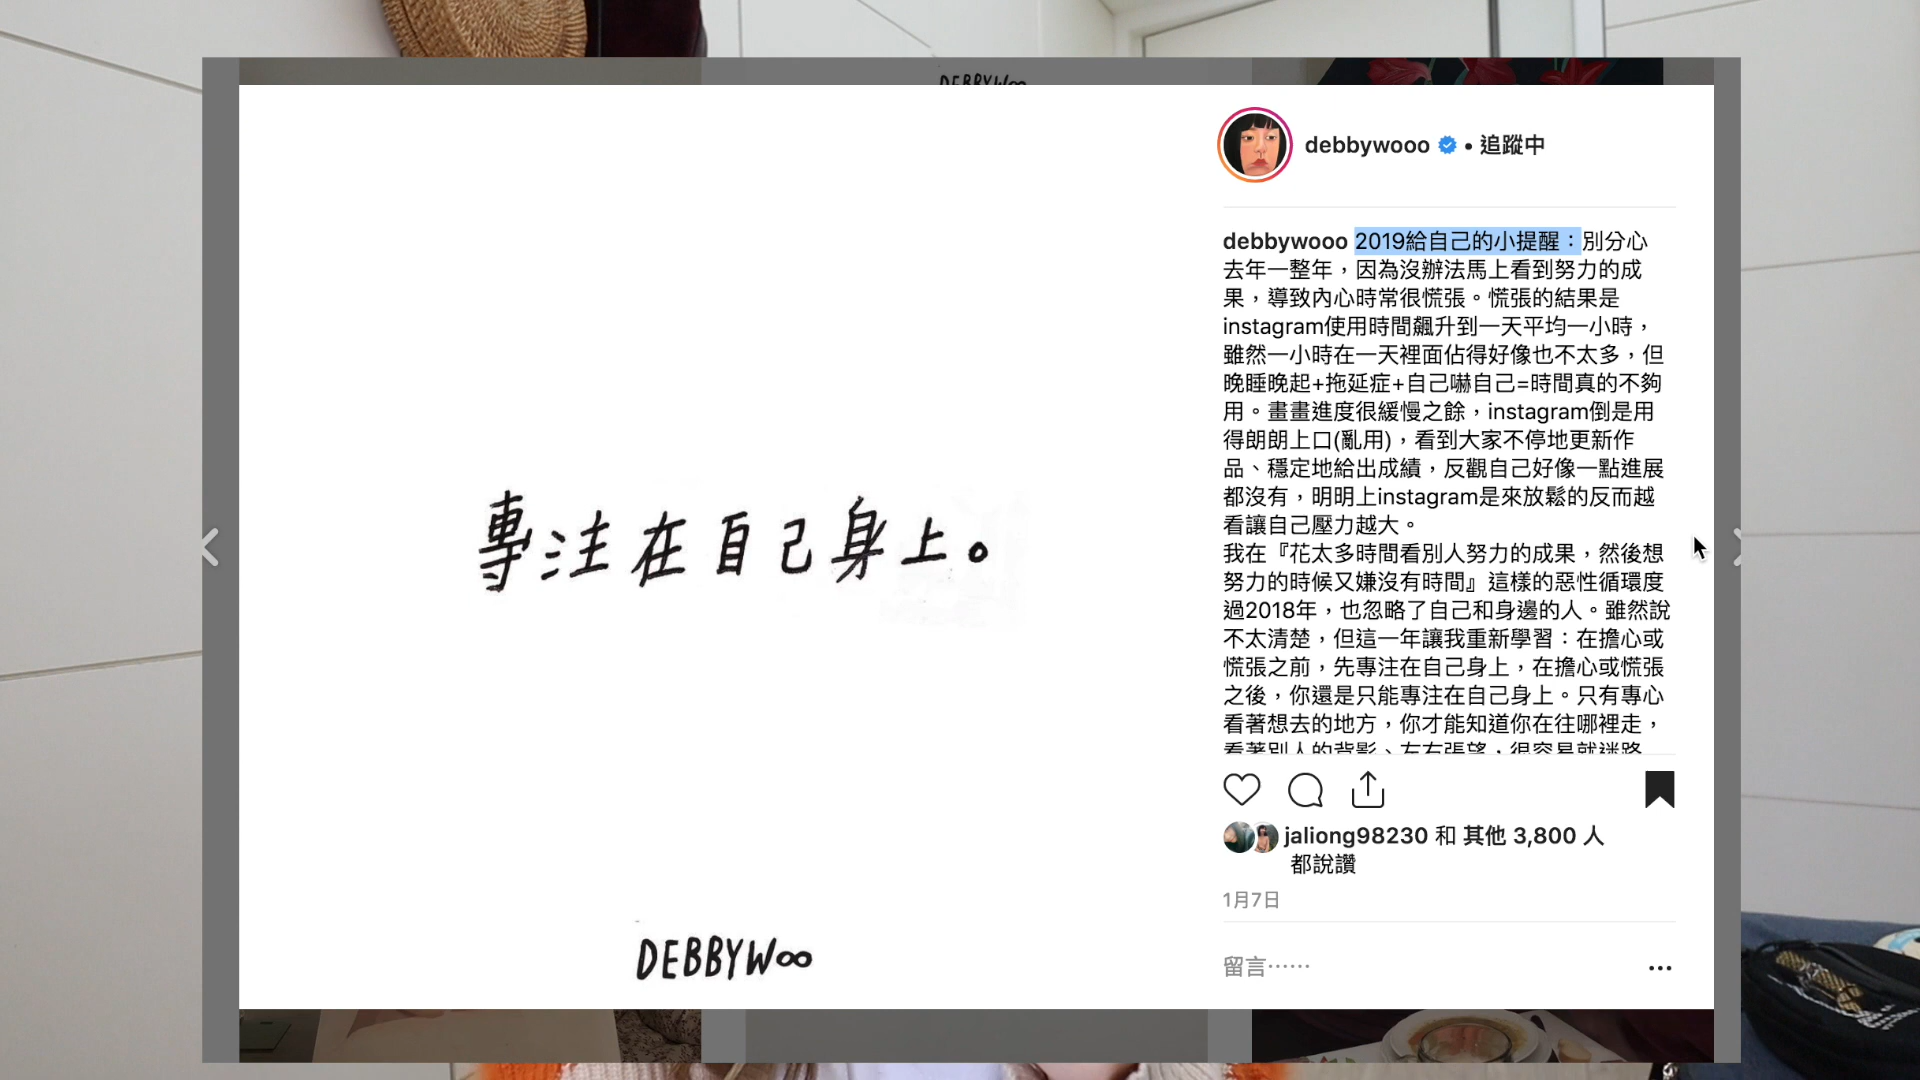 DEBBYWoo
debbywooo • 追蹤中
debbywooo 2019給自己的小提醒：別分心
去年一整年，因為沒辦法馬上看到努力的成
果，導致內心時常很慌張。慌張的結果是
instagram使用時間飆升到一天平均一小時，
雖然一小時在一天裡面佔得好像也不太多，但
晚睡晚起+拖延症+自己嚇自己=時間真的不夠
用。畫畫進度很緩慢之餘，instagram倒是用
得朗朗上口(亂用)，看到大家不停地更新作
品、穩定地給出成績，反觀自己好像一點進展
都沒有，明明上instagram是來放鬆的反而越
看讓自己壓力越大。
我在『花太多時間看別人努力的成果，然後想
努力的時候又嫌沒有時間』這樣的惡性循環度
過2018年，也忽略了自己和身邊的人。雖然說
不太清楚，但這一年讓我重新學習：在擔心或
慌張之前，先專注在自己身上，在擔心或慌張
之後，你還是只能專注在自己身上。只有專心
看著想去的地方，你才能知道你在往哪裡走，
看著別人的背影、左右張望，很容易就迷路
專注在自己身上。
DEBBYWoo
jaliong98230 和 其他 3,800 人
都說讚
1月7日
留言⋯⋯